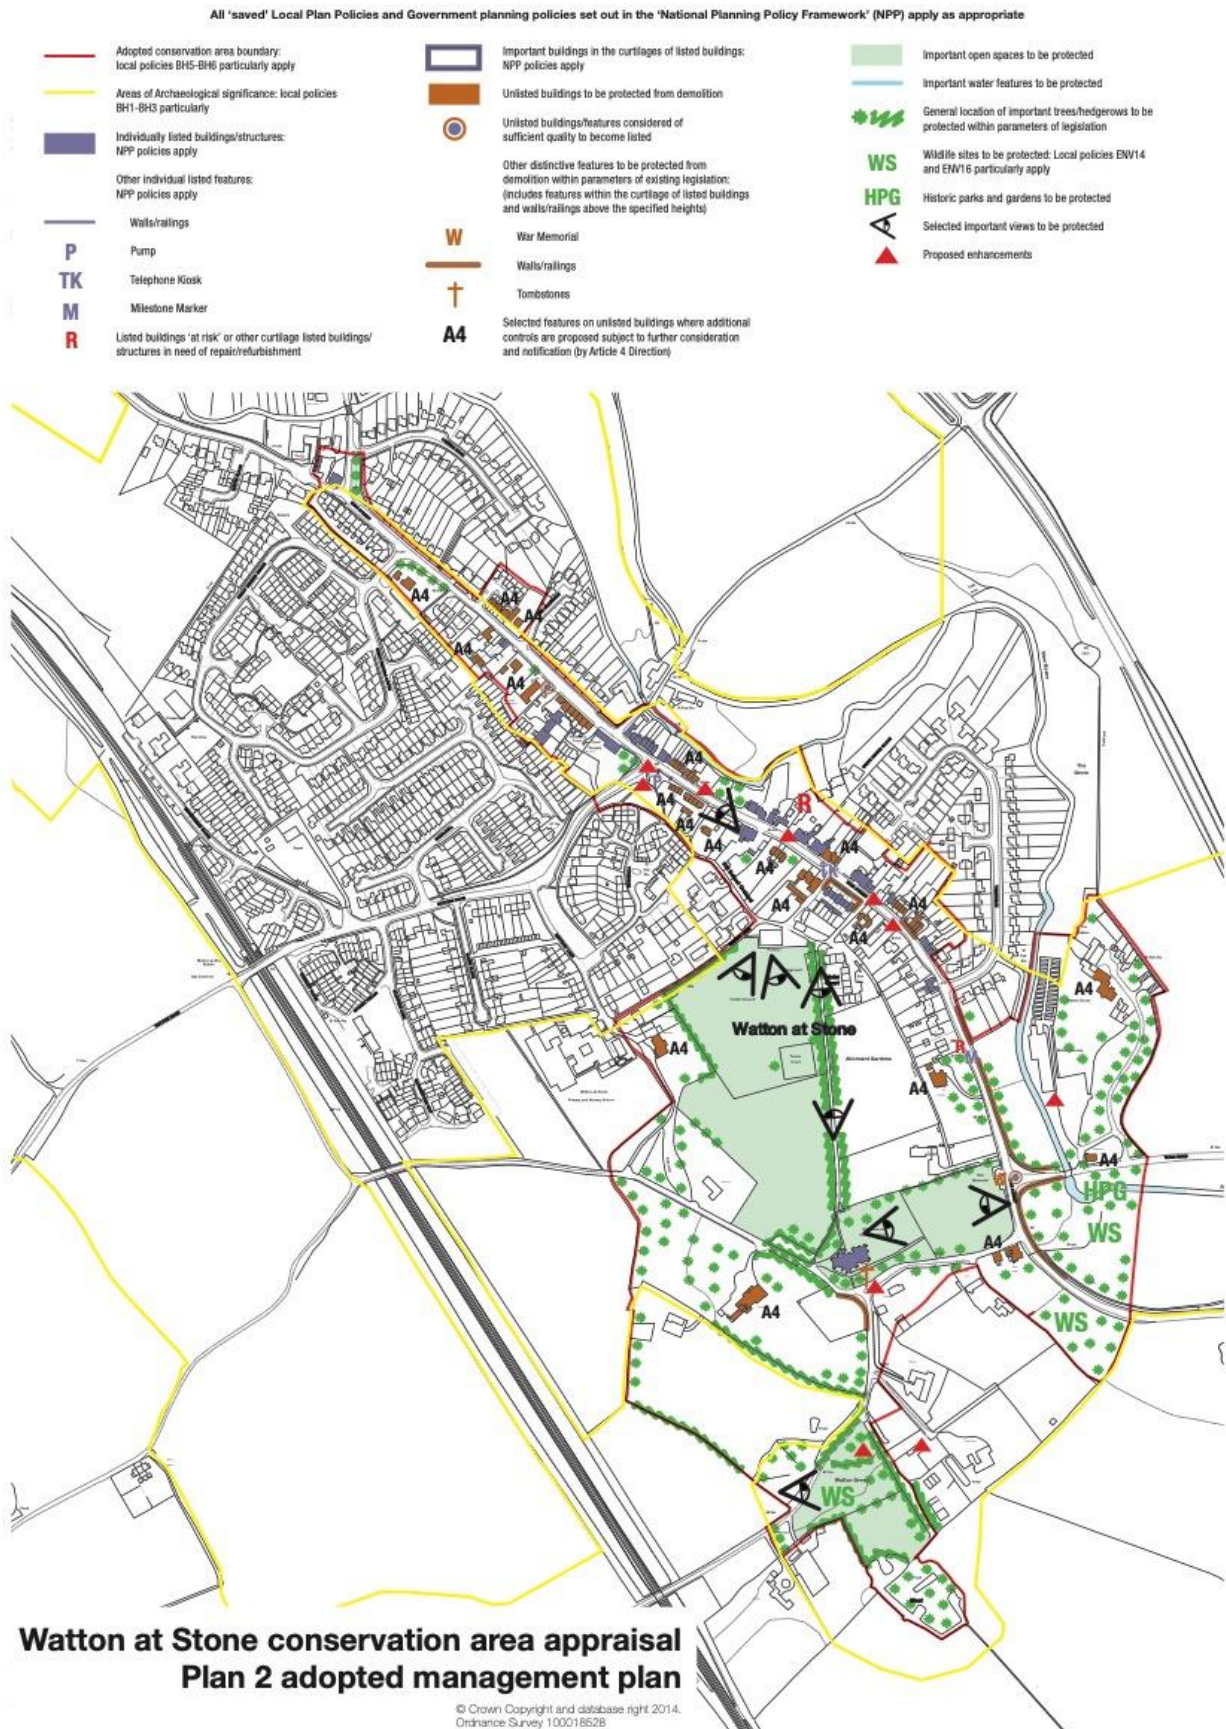 All ‘saved’ Local Plan Policies and Government planning policies set out in the ‘National Planning Policy Framework’ (NPP) apply as appropriate
Adopted conservation area boundary:
local policies BH5-BH6 particularly apply
Areas of Archaeological significance: local policies
BH1-BH3 particularly
Individually listed buildings/structures:
NPP policies apply
Other individual listed features:
NPP policies apply
Walls/railings
P Pump
TK Telephone Kiosk
M Milestone Marker
R Listed buildings ‘at risk’ or other curtilage listed buildings/
structures in need of repair/refurbishment
Important buildings in the curtilages of listed buildings:
NPP policies apply
Unlisted buildings to be protected from demolition
Unlisted buildings/features considered of
sufficient quality to become listed
Other distinctive features to be protected from
demolition within parameters of existing legislation:
(includes features within the curtilage of listed buildings
and walls/railings above the specified heights)
W War Memorial
Walls/railings
Tombstones
A4 Selected features on unlisted buildings where additional
controls are proposed subject to further consideration
and notification (by Article 4 Direction)
Important open spaces to be protected
Important water features to be protected
General location of important trees/hedgerows to be
protected within parameters of legislation
WS Wildlife sites to be protected: Local policies ENV14
and ENV16 particularly apply
HPG Historic parks and gardens to be protected
Selected important views to be protected
Proposed enhancements
A4
A4
A4
A4
A4
A4
A4
A4
A4
R
A4
A4
TK
A4
A4
A4
A4
Watton at Stone
Allotment Gardens
A4
R
M
A4
A4
HPG
W
WS
A4
A4
WS
WS
Watton at Stone conservation area appraisal
Plan 2 adopted management plan
© Crown Copyright and database right 2014.
Ordnance Survey 100018528